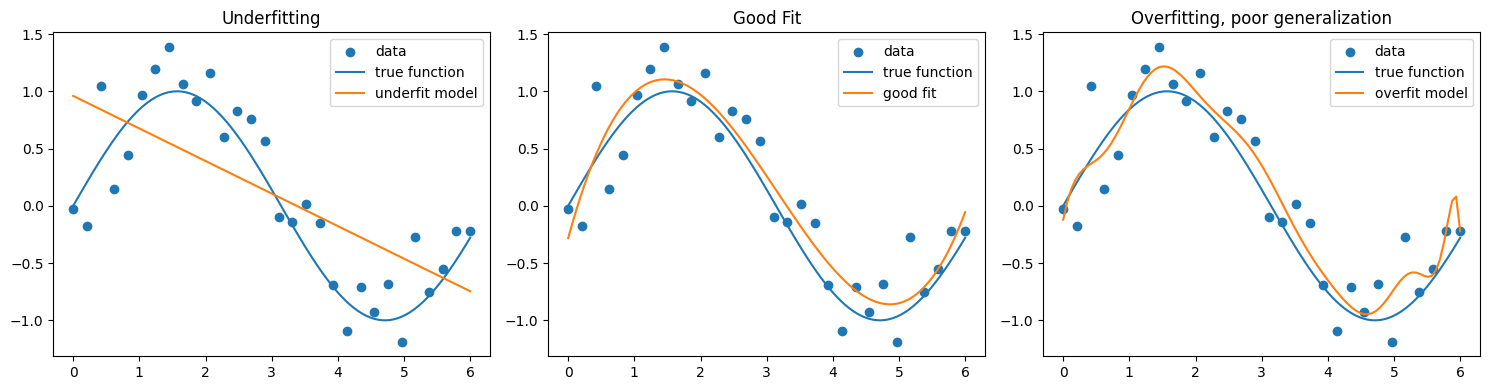 Underfitting
1.5
1.0
0.5
0.0
−0.5
−1.0
0 1 2 3 4 5 6
data
true function
underfit model
Good Fit
1.5
1.0
0.5
0.0
−0.5
−1.0
0 1 2 3 4 5 6
data
true function
good fit
Overfitting, poor generalization
1.5
1.0
0.5
0.0
−0.5
−1.0
0 1 2 3 4 5 6
data
true function
overfit model